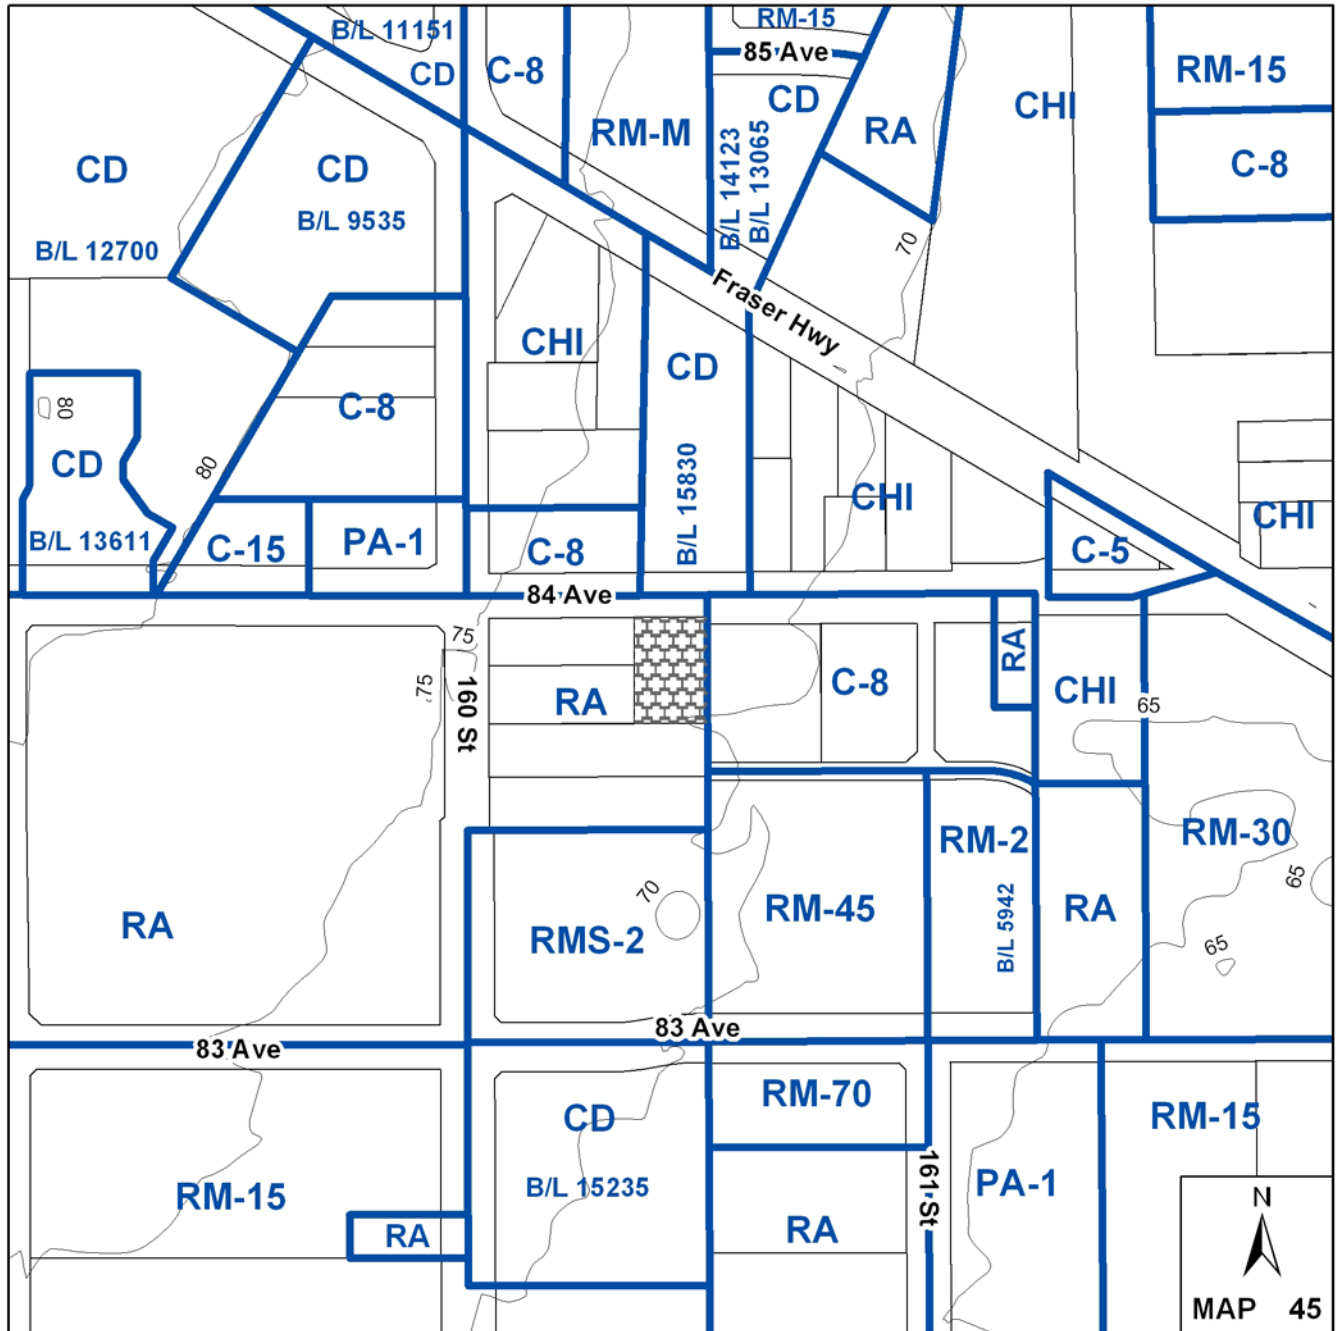 B/L 11151
RM-15
CD
C-8
85 Ave
RM-15
CD
CHI
RM-M
RA
C-8
CD
CD
B/L 14123
B/L 13065
B/L 9535
B/L 12700
70
Fraser Hwy
CHI
CD
C-8
80
CD
80
B/L 15830
CHI
CHI
B/L 13611
C-15
PA-1
C-8
C-5
84 Ave
75
75
160 St
RA
C-8
RA
CHI
65
RM-2
RM-30
70
RM-45
B/L 5942
RA
65
RA
RMS-2
65
83 Ave
83 Ave
RM-70
CD
RM-15
161 St
PA-1
B/L 15235
RM-15
RA
RA
N
MAP 45